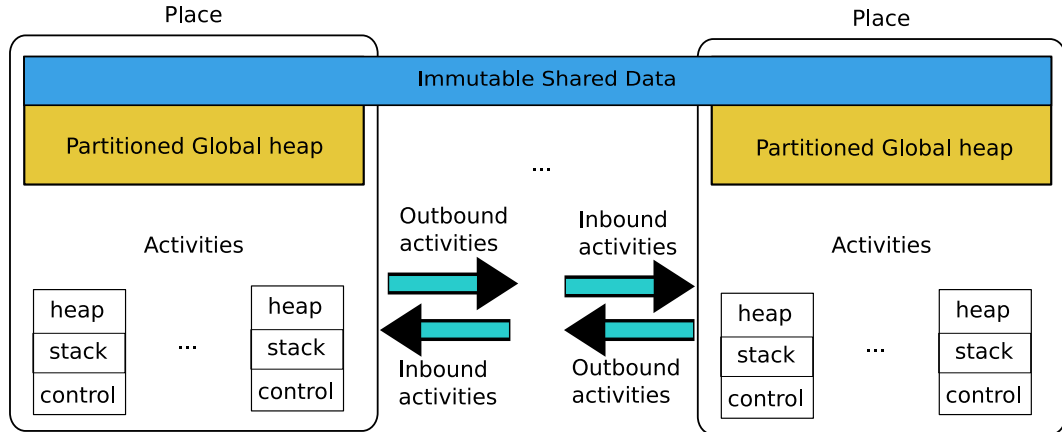 Place
Place
Immutable Shared Data
Partitioned Global heap
Partitioned Global heap
...
Outbound
activities
Inbound
activities
Activities
Activities
heap
stack
control
...
heap
stack
control
Inbound
activities
Outbound
activities
heap
stack
control
...
heap
stack
control